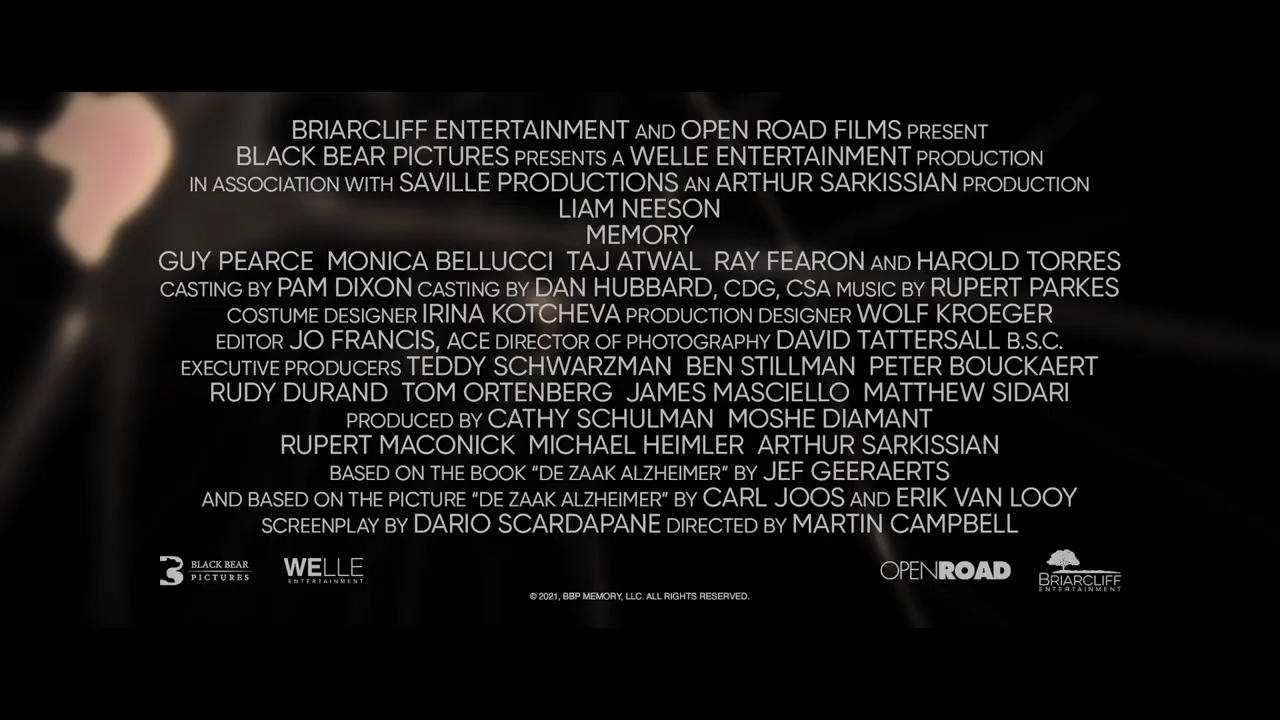 BRIARCLIFF ENTERTAINMENT AND OPEN ROAD FILMS PRESENT
BLACK BEAR PICTURES PRESENTS A WELLE ENTERTAINMENT PRODUCTION
IN ASSOCIATION WITH SAVILLE PRODUCTIONS AN ARTHUR SARKISSIAN PRODUCTION
LIAM NEESON
MEMORY
GUY PEARCE MONICA BELLUCCI TAJ ATWAL RAY FEARON AND HAROLD TORRES
CASTING BY PAM DIXON CASTING BY DAN HUBBARD, CDG, CSA MUSIC BY RUPERT PARKES
COSTUME DESIGNER IRINA KOTCHEVA PRODUCTION DESIGNER WOLF KROEGER
EDITOR JO FRANCIS, ACE DIRECTOR OF PHOTOGRAPHY DAVID TATTERSALL B.S.C.
EXECUTIVE PRODUCERS TEDDY SCHWARZMAN BEN STILLMAN PETER BOUCKAERT
RUDY DURAND TOM ORTENBERG JAMES MASCIELLO MATTHEW SIDARI
PRODUCED BY CATHY SCHULMAN MOSHE DIAMANT
RUPERT MACONICK MICHAEL HEIMLER ARTHUR SARKISSIAN
BASED ON THE BOOK “DE ZAAK ALZHEIMER” BY JEF GEERAERTS
AND BASED ON THE PICTURE “DE ZAAK ALZHEIMER” BY CARL JOOS AND ERIK VAN LOOY
SCREENPLAY BY DARIO SCARDAPANE DIRECTED BY MARTIN CAMPBELL
BLACK BEAR
PICTURES
WELLE
ENTERTAINMENT
OPENROAD
BRIARCLIFF
ENTERTAINMENT
© 2021, BBP MEMORY, LLC. ALL RIGHTS RESERVED.